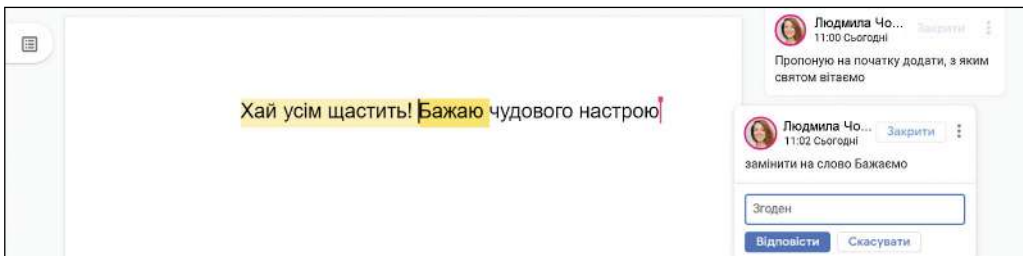 Хай усім щастить! Бажаю чудового настрою
Людмила Чо...
11:00 Сьогодні
Закрити
Пропоную на початку додати, з яким
святом вітаємо
Людмила Чо...
11:02 Сьогодні
Закрити
замінити на слово Бажаємо
Згоден
Відповісти Скасувати